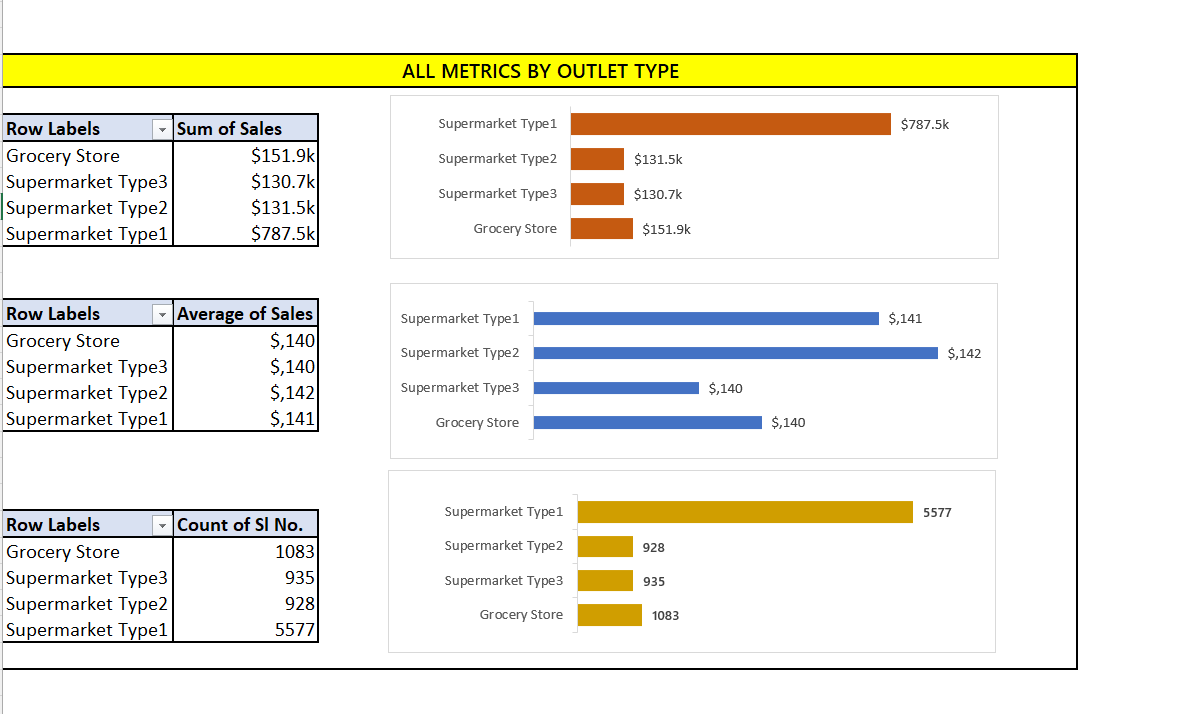 ALL METRICS BY OUTLET TYPE
Row Labels Sum of Sales
Grocery Store $151.9k
Supermarket Type3 $130.7k
Supermarket Type2 $131.5k
Supermarket Type1 $787.5k
Supermarket Type1 $787.5k
Supermarket Type2 $131.5k
Supermarket Type3 $130.7k
Grocery Store $151.9k
Row Labels Average of Sales
Grocery Store $,140
Supermarket Type3 $,140
Supermarket Type2 $,142
Supermarket Type1 $,141
Supermarket Type1 $,141
Supermarket Type2 $,142
Supermarket Type3 $,140
Grocery Store $,140
Row Labels Count of Sl No.
Grocery Store 1083
Supermarket Type3 935
Supermarket Type2 928
Supermarket Type1 5577
Supermarket Type1 5577
Supermarket Type2 928
Supermarket Type3 935
Grocery Store 1083